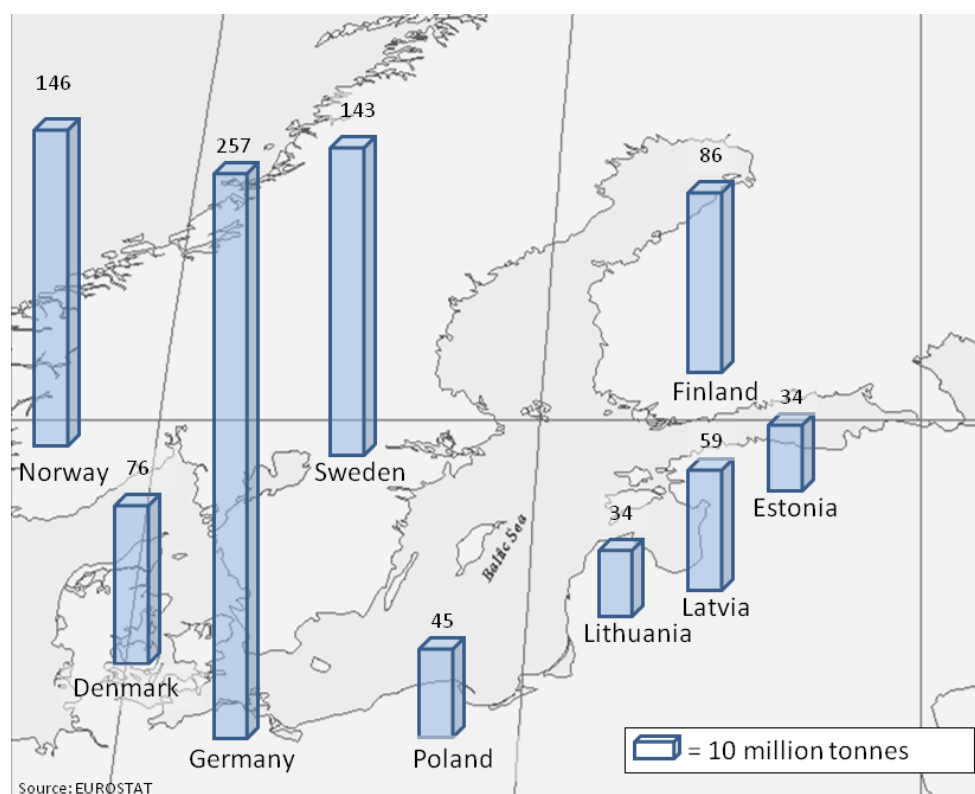 146
257
143
86
Norway
76
Sweden
Finland
34
59
Estonia
Baltic Sea
34
Latvia
Lithuania
45
Denmark
Germany
Poland
= 10 million tonnes
Source: EUROSTAT